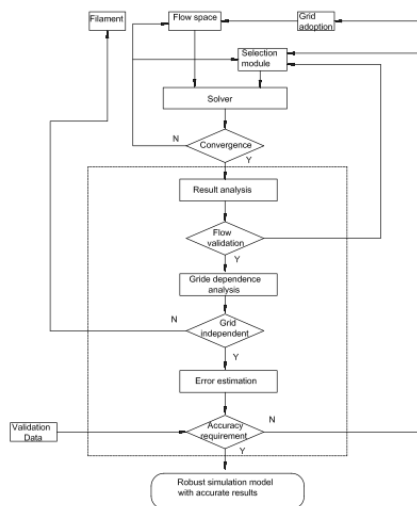 Filament
Flow space
Grid
adoption
Selection
module
Solver
N
Convergence
Y
Result analysis
Flow
validation
Y
Gride dependence
analysis
N
Grid
independent
Y
Error estimation
Validation
Data
Accuracy
requirement
N
Y
Robust simulation model
with accurate results